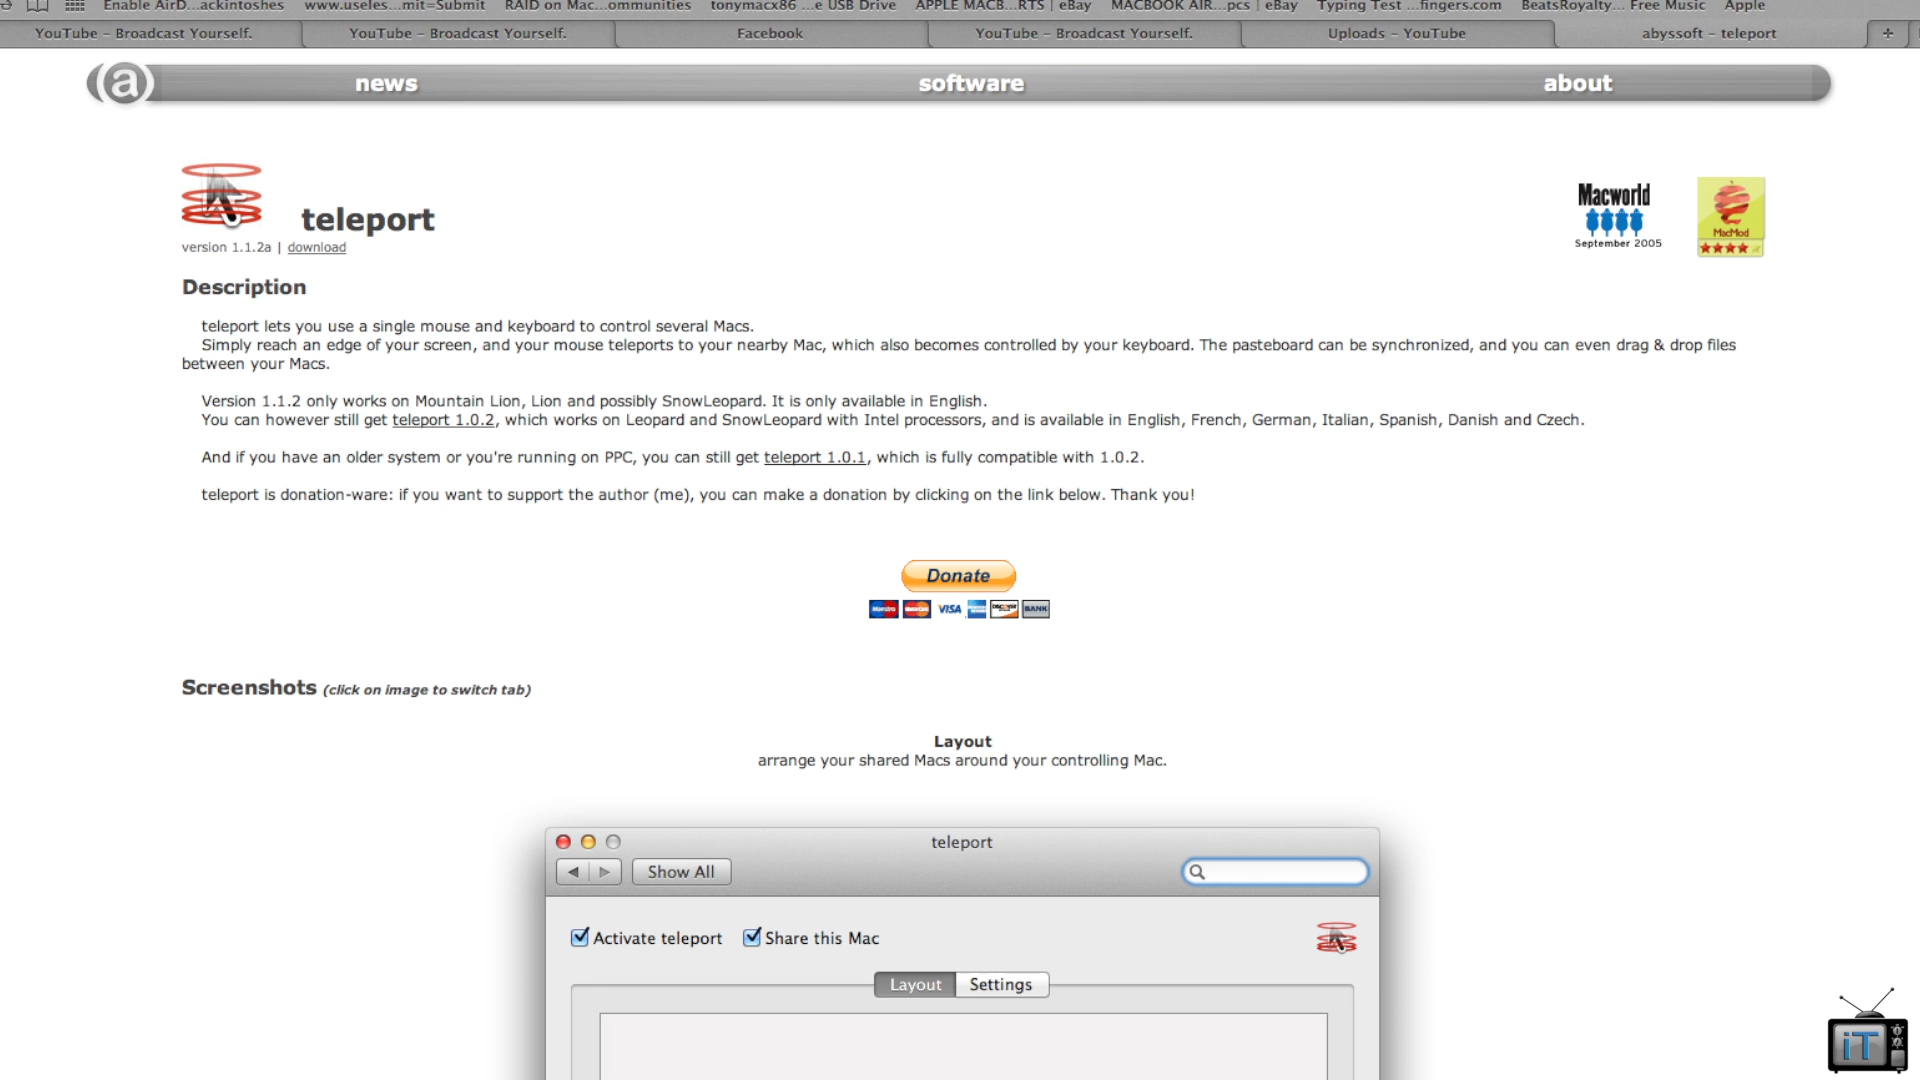 Enable AirD...ackintoshes www.useles...mit=Submit RAID on Mac...ommunities tonymacx86 ...e USB Drive APPLE MACB...RTS | eBay MACBOOK AIR...pcs | eBay Typing Test ...fingers.com BeatsRoyalty... Free Music Apple
YouTube – Broadcast Yourself. YouTube – Broadcast Yourself. Facebook YouTube – Broadcast Yourself. Uploads – YouTube abyssoft – teleport +
(a) news software about
teleport
Macworld
MacMod
September 2005
version 1.1.2a | download
Description
teleport lets you use a single mouse and keyboard to control several Macs.
Simply reach an edge of your screen, and your mouse teleports to your nearby Mac, which also becomes controlled by your keyboard. The pasteboard can be synchronized, and you can even drag & drop files
between your Macs.
Version 1.1.2 only works on Mountain Lion, Lion and possibly SnowLeopard. It is only available in English.
You can however still get teleport 1.0.2, which works on Leopard and SnowLeopard with Intel processors, and is available in English, French, German, Italian, Spanish, Danish and Czech.
And if you have an older system or you're running on PPC, you can still get teleport 1.0.1, which is fully compatible with 1.0.2.
teleport is donation-ware: if you want to support the author (me), you can make a donation by clicking on the link below. Thank you!
Donate
Maestro MasterCard VISA DISCOVER BANK
Screenshots (click on image to switch tab)
Layout
arrange your shared Macs around your controlling Mac.
teleport
Show All
Activate teleport Share this Mac
Layout Settings
iT